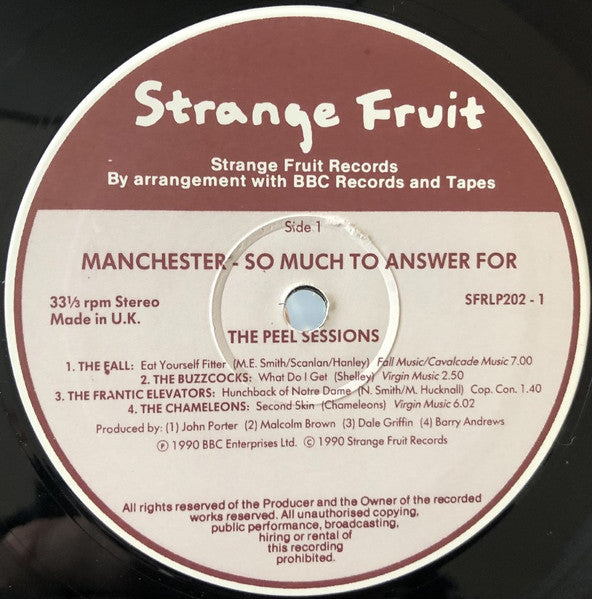 Strange Fruit
Strange Fruit Records
By arrangement with BBC Records and Tapes
Side 1
MANCHESTER - SO MUCH TO ANSWER FOR
33⅓ rpm Stereo
Made in U.K.
SFRLP202 - 1
THE PEEL SESSIONS
1. THE FALL: Eat Yourself Fitter (M.E. Smith/Scanlan/Hanley) Fall Music/Cavalcade Music 7.00
2. THE BUZZCOCKS: What Do I Get (Shelley) Virgin Music 2.50
3. THE FRANTIC ELEVATORS: Hunchback of Notre Dame (N. Smith/M. Hucknall) Cop. Con. 1.40
4. THE CHAMELEONS: Second Skin (Chameleons) Virgin Music 6.02
Produced by: (1) John Porter (2) Malcolm Brown (3) Dale Griffin (4) Barry Andrews
℗ 1990 BBC Enterprises Ltd. © 1990 Strange Fruit Records
All rights reserved of the Producer and the Owner of the recorded
works reserved. All unauthorised copying,
public performance, broadcasting,
hiring or rental of
this recording
prohibited.